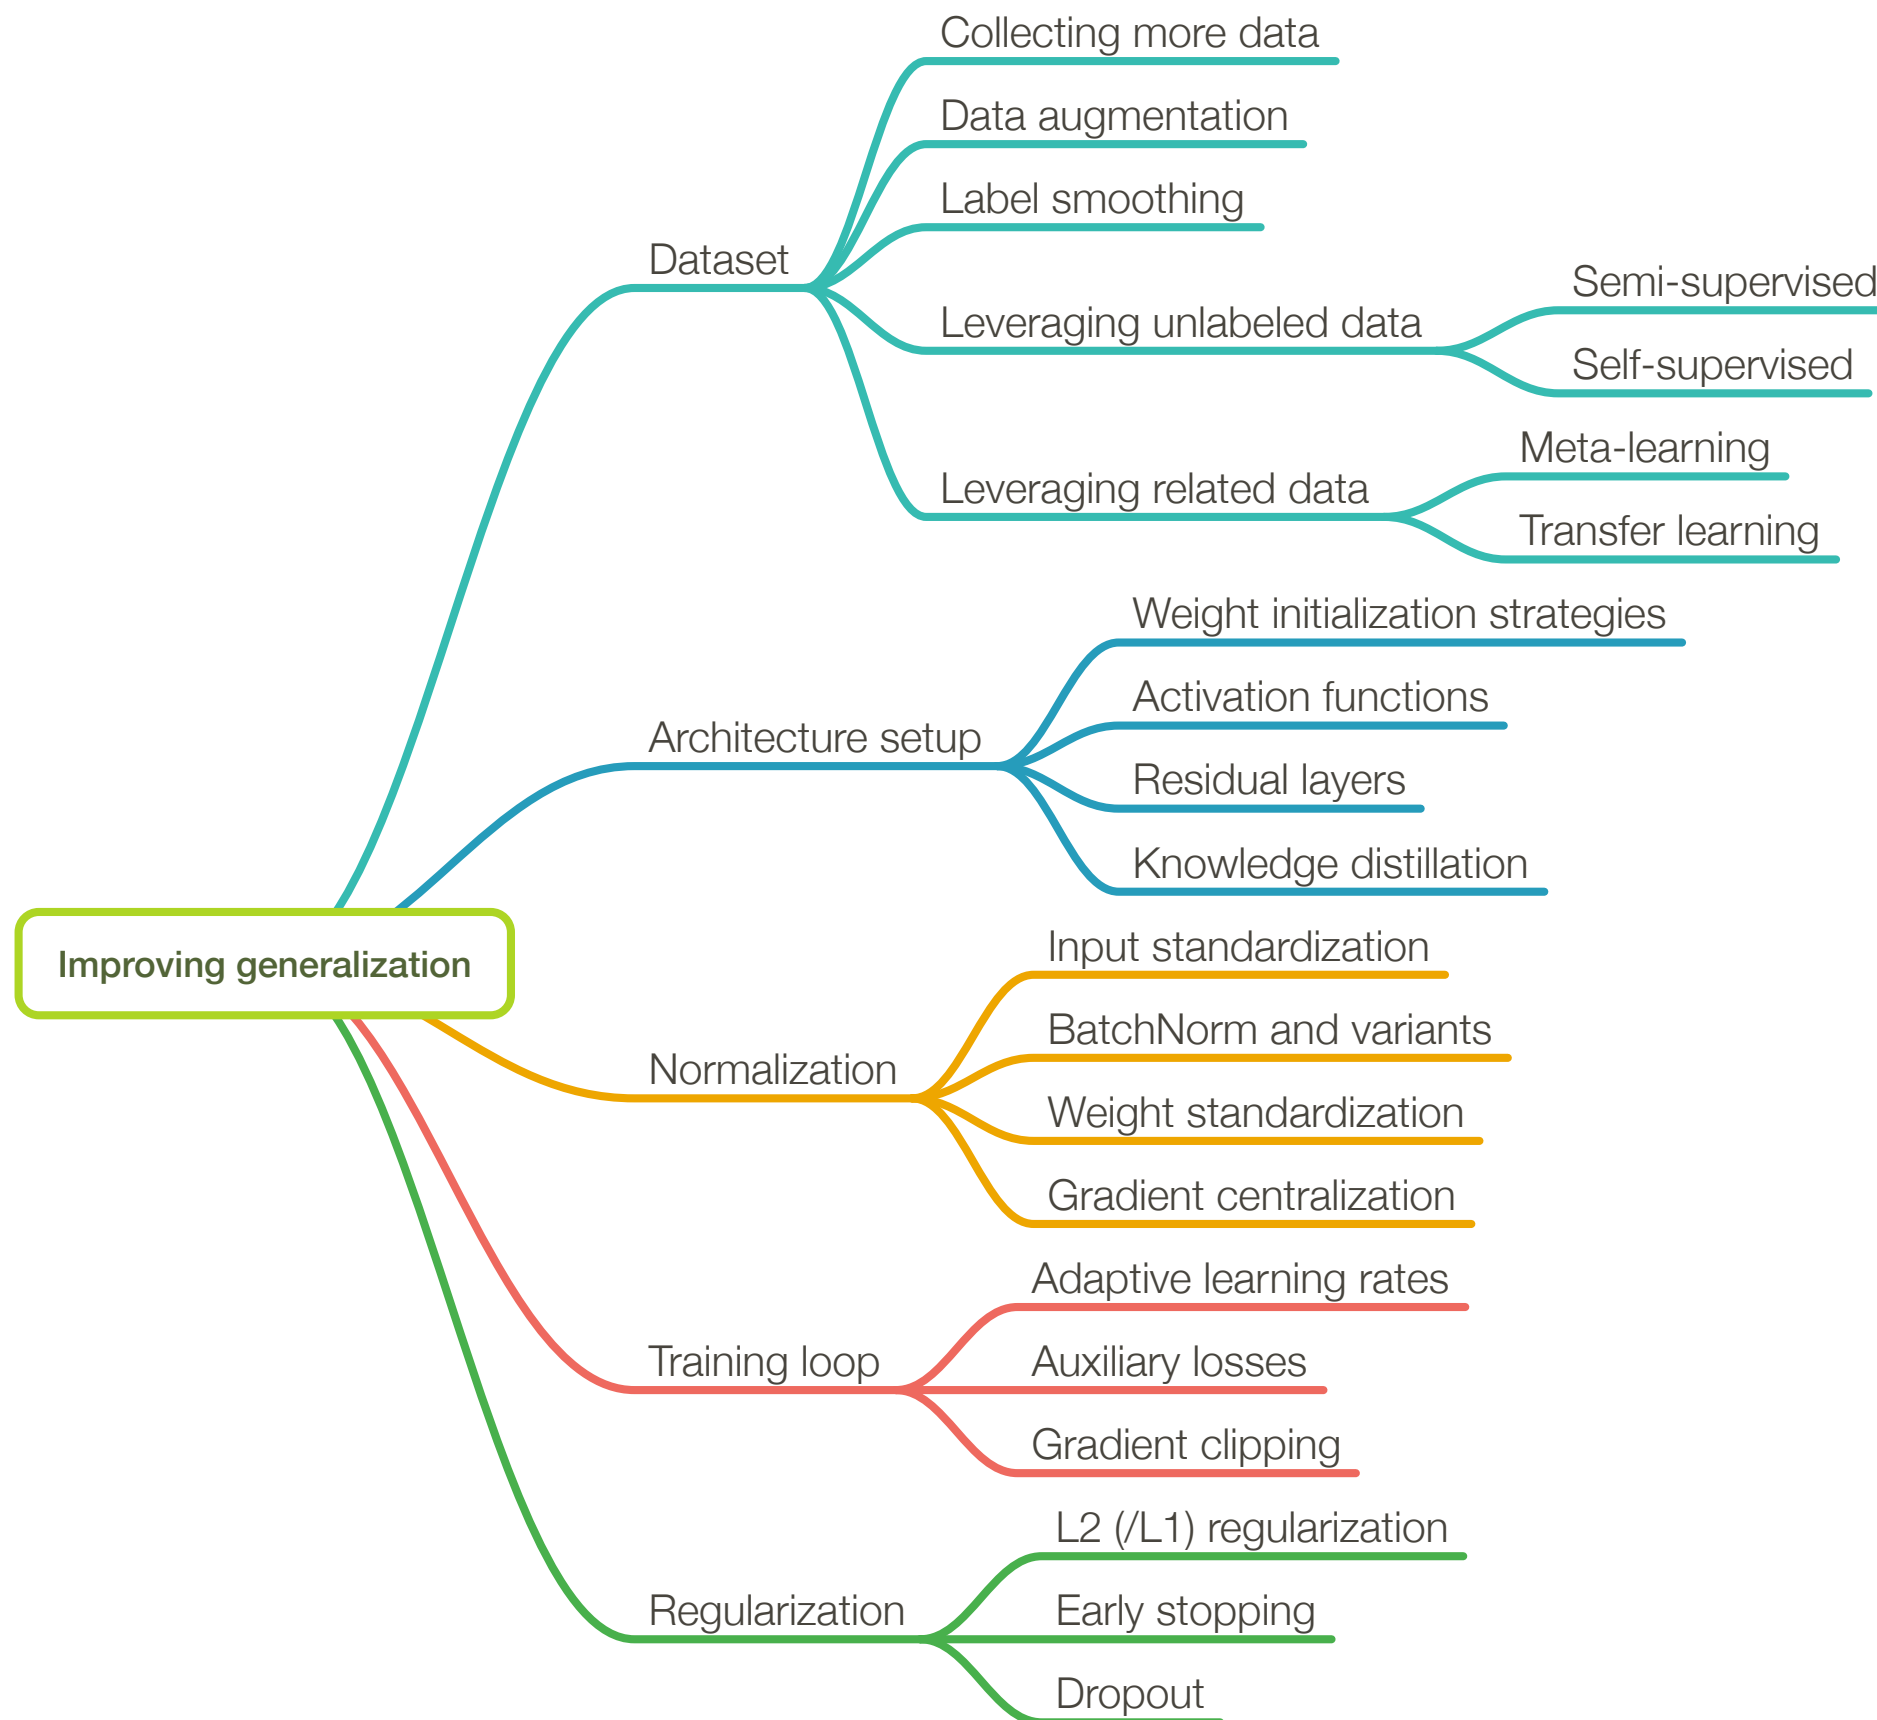 Collecting more data
Data augmentation
Label smoothing
Dataset
Semi-supervised
Leveraging unlabeled data
Self-supervised
Meta-learning
Leveraging related data
Transfer learning
Weight initialization strategies
Activation functions
Architecture setup
Residual layers
Knowledge distillation
Improving generalization
Input standardization
BatchNorm and variants
Normalization
Weight standardization
Gradient centralization
Adaptive learning rates
Training loop
Auxiliary losses
Gradient clipping
L2 (/L1) regularization
Regularization
Early stopping
Dropout